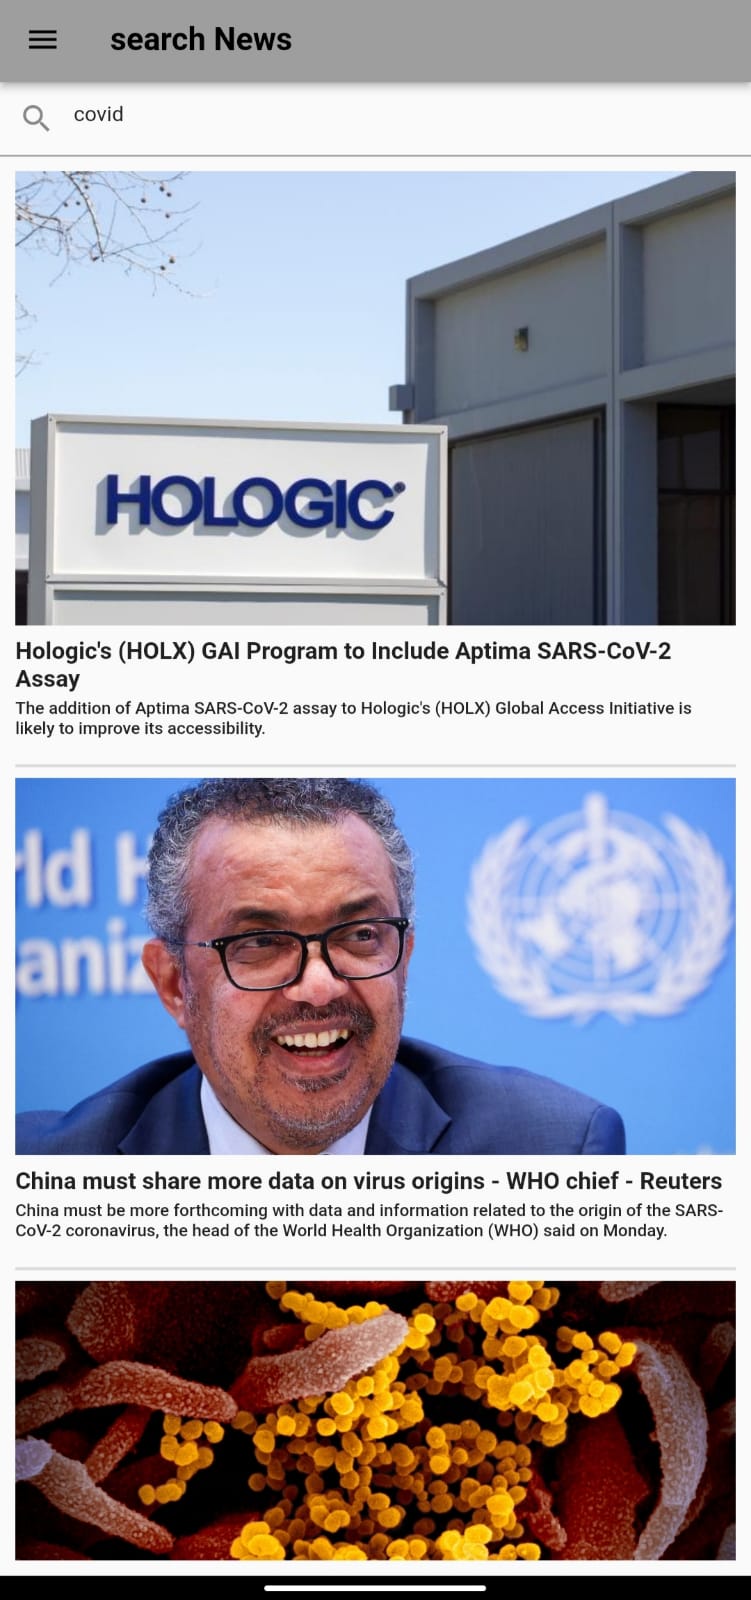 search News
covid
HOLOGIC
Hologic's (HOLX) GAI Program to Include Aptima SARS-CoV-2
Assay
The addition of Aptima SARS-CoV-2 assay to Hologic's (HOLX) Global Access Initiative is
likely to improve its accessibility.
rld H
aniz
China must share more data on virus origins - WHO chief - Reuters
China must be more forthcoming with data and information related to the origin of the SARS-
CoV-2 coronavirus, the head of the World Health Organization (WHO) said on Monday.